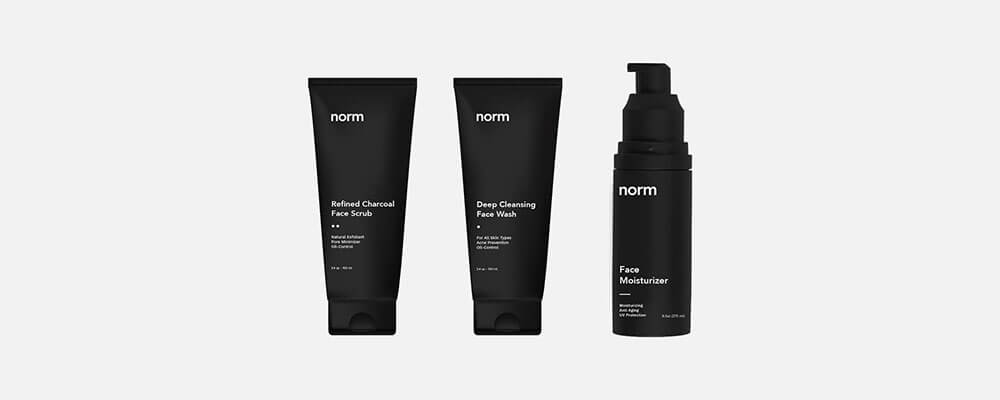 norm
Refined Charcoal
Face Scrub
Natural Exfoliant
Pore Minimizer
Oil-Control
norm
Deep Cleansing
Face Wash
For All Skin Types
Acne Prevention
Oil-Control
norm
Face
Moisturizer
Moisturizing
Anti Aging
UV Protection